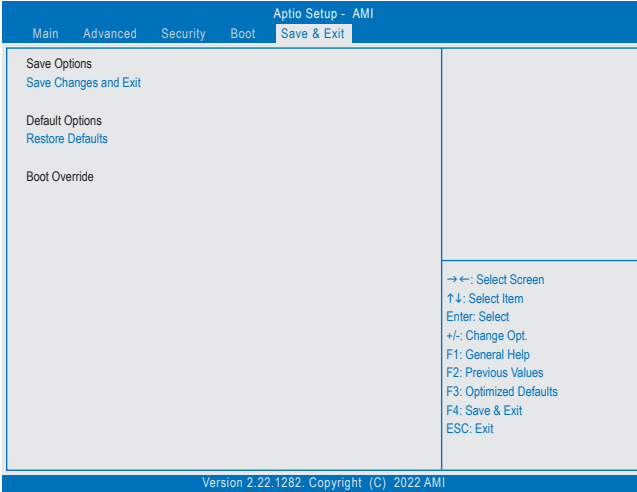 Aptio Setup - AMI
Main Advanced Security Boot Save & Exit
Save Options
Save Changes and Exit
Default Options
Restore Defaults
Boot Override
→←: Select Screen
↑↓: Select Item
Enter: Select
+/-: Change Opt.
F1: General Help
F2: Previous Values
F3: Optimized Defaults
F4: Save & Exit
ESC: Exit
Version 2.22.1282. Copyright (C) 2022 AMI